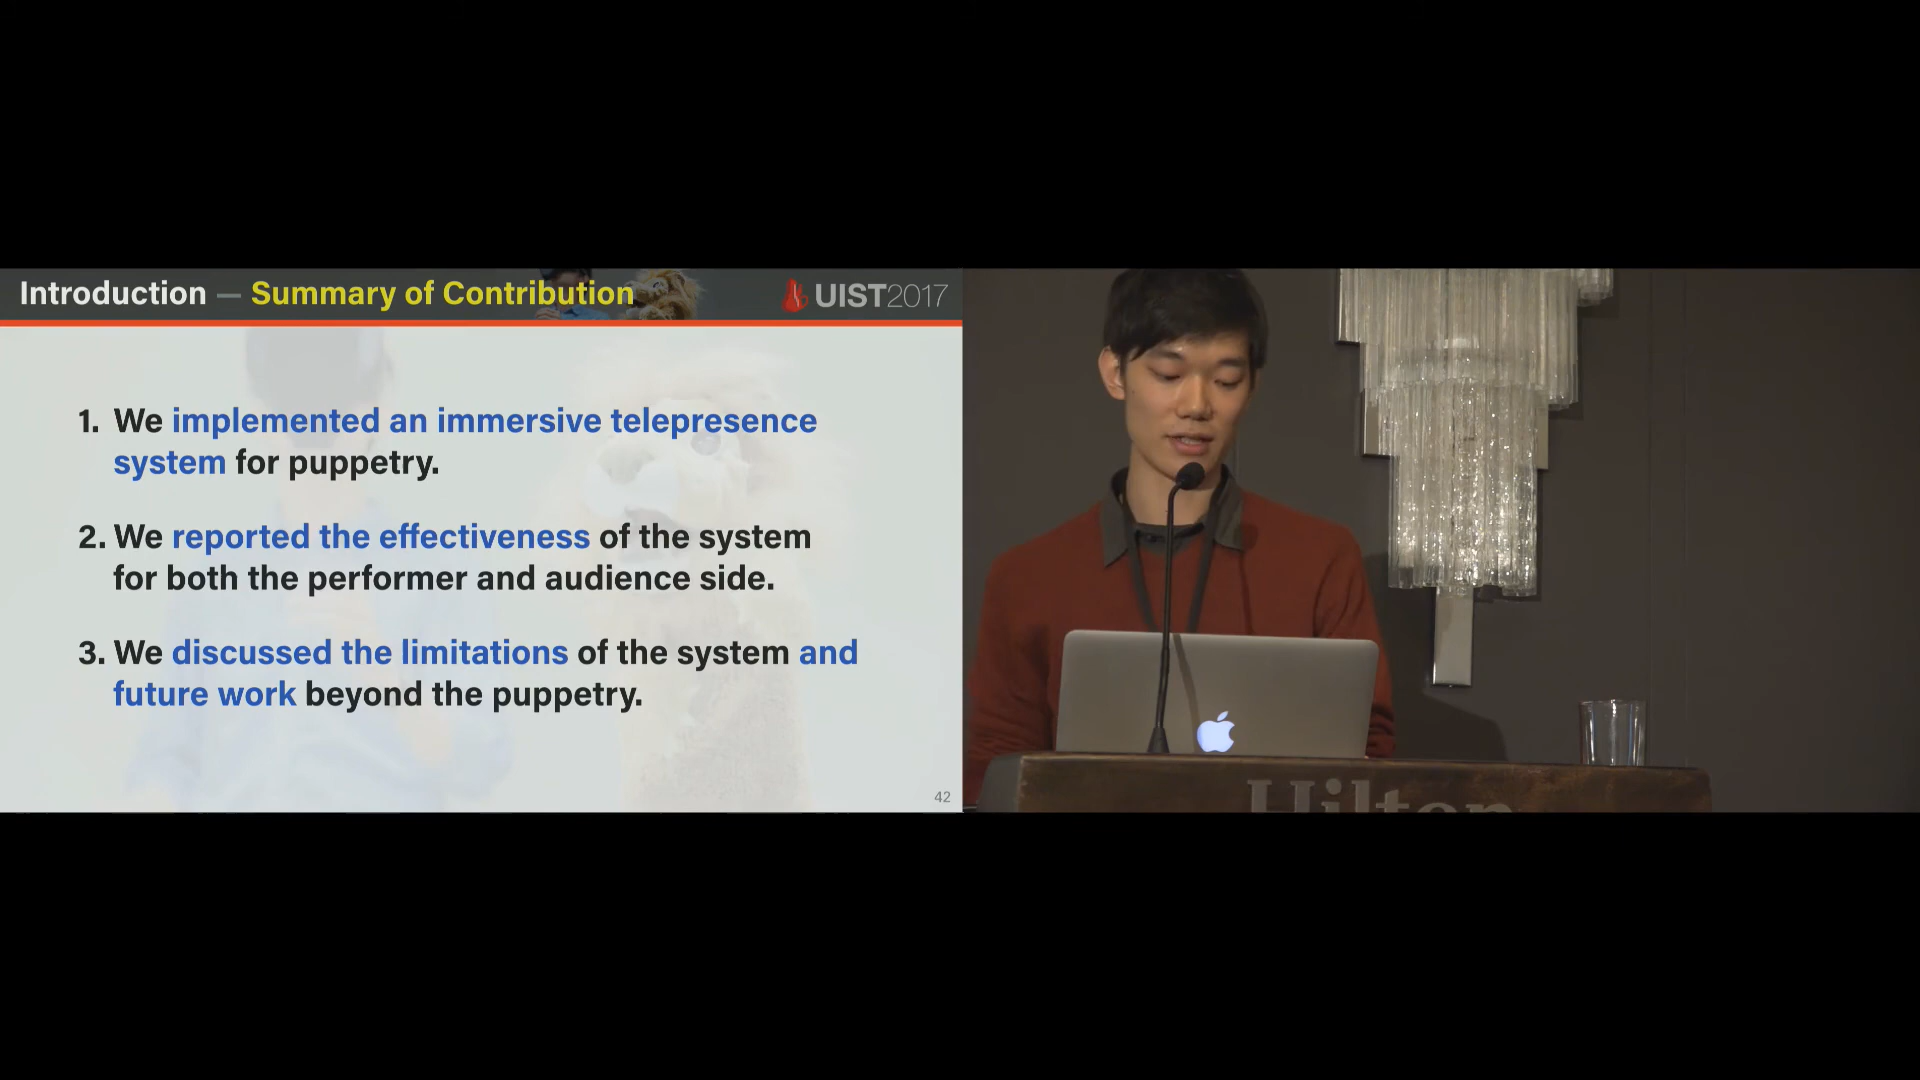 Introduction — Summary of Contribution
UIST2017
1. We implemented an immersive telepresence
system for puppetry.
2. We reported the effectiveness of the system
for both the performer and audience side.
3. We discussed the limitations of the system and
future work beyond the puppetry.
42
Hilton